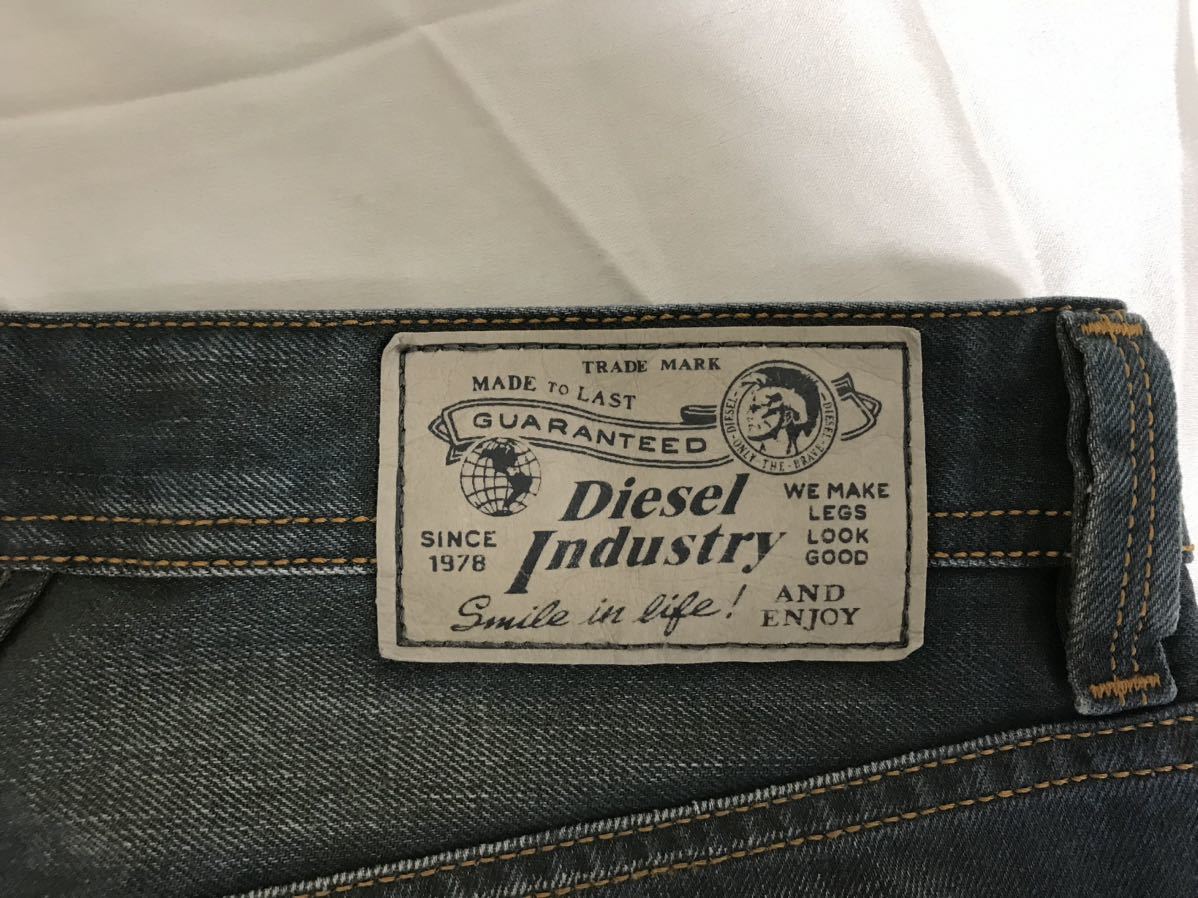 TRADE MARK
MADE TO LAST
GUARANTEED
DIESEL
DIESEL
ONLY THE BRAVE
Diesel
Industry
SINCE
1978
WE MAKE
LEGS
LOOK
GOOD
Smile in life!
AND
ENJOY